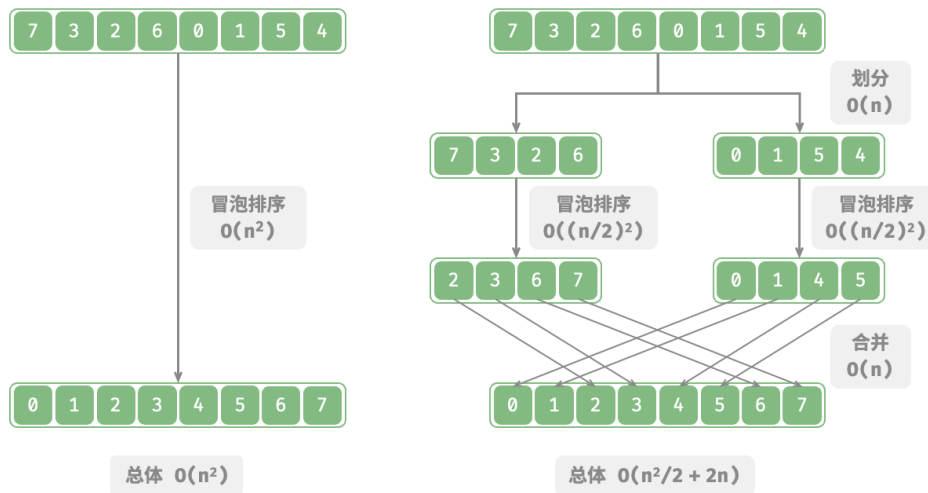 7 3 2 6 0 1 5 4
冒泡排序
O(n²)
0 1 2 3 4 5 6 7
总体 O(n²)
7 3 2 6 0 1 5 4
划分
O(n)
7 3 2 6
0 1 5 4
冒泡排序
O((n/2)²)
冒泡排序
O((n/2)²)
2 3 6 7
0 1 4 5
合并
O(n)
0 1 2 3 4 5 6 7
总体 O(n²/2 + 2n)